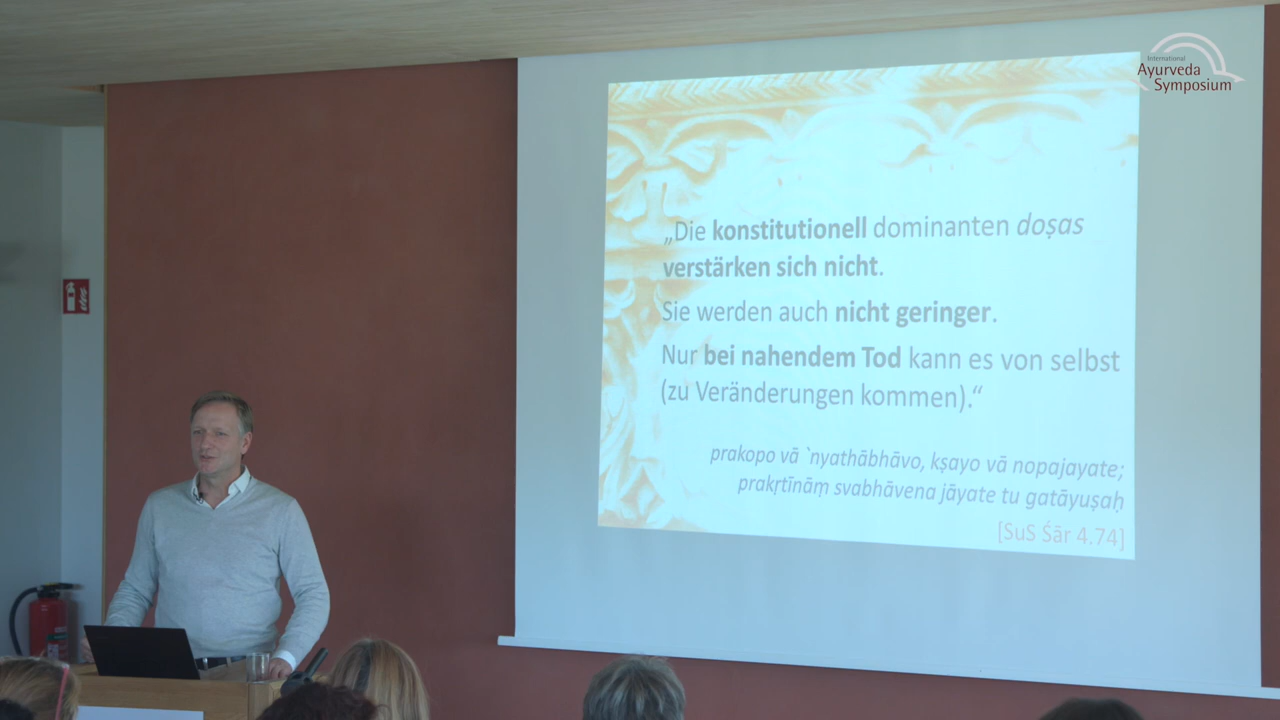 International
Ayurveda
Symposium
„Die konstitutionell dominanten doṣas
verstärken sich nicht.
Sie werden auch nicht geringer.
Nur bei nahendem Tod kann es von selbst
(zu Veränderungen kommen).“
prakopo vā `nyathābhāvo, kṣayo vā nopajayate;
prakṛtīnāṃ svabhāvena jāyate tu gatāyuṣaḥ
[SuS Śār 4.74]